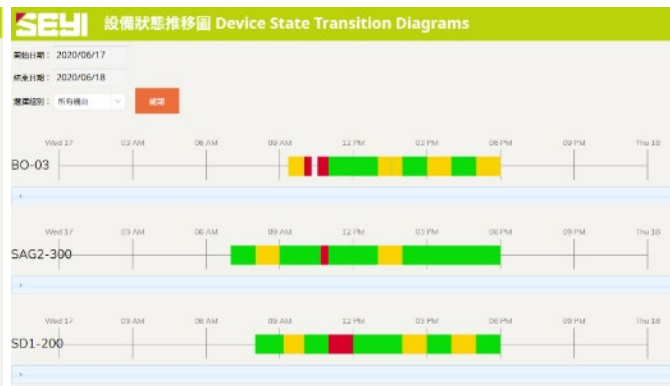 SEYI 設備狀態推移圖 Device State Transition Diagrams
開始日期： 2020/06/17
結束日期： 2020/06/18
選擇組別： 所有機台
Wed 17 03 AM 06 AM 09 AM 12 PM 03 PM 06 PM 09 PM Thu 18
BO-03
Wed 17 03 AM 06 AM 09 AM 12 PM 03 PM 06 PM 09 PM Thu 18
SAG2-300
Wed 17 03 AM 06 AM 09 AM 12 PM 03 PM 06 PM 09 PM Thu 18
SD1-200